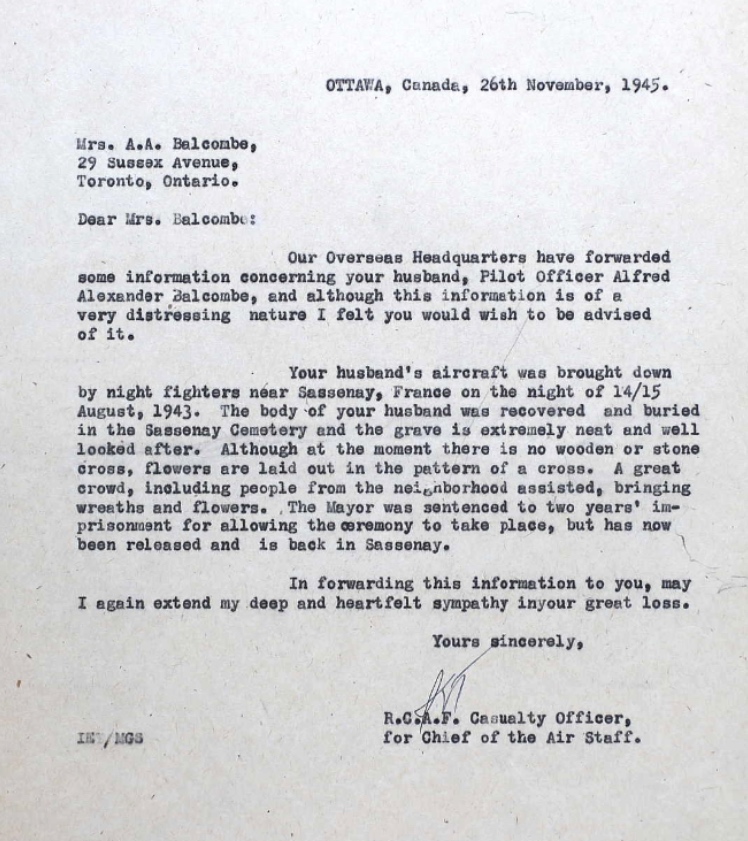 OTTAWA, Canada, 26th November, 1945.
Mrs. A.A. Balcombe,
29 Sussex Avenue,
Toronto, Ontario.
Dear Mrs. Balcombe:
Our Overseas Headquarters have forwarded
some information concerning your husband, Pilot Officer Alfred
Alexander Balcombe, and although this information is of a
very distressing nature I felt you would wish to be advised
of it.
Your husband's aircraft was brought down
by night fighters near Sassenay, France on the night of 14/15
August, 1943. The body of your husband was recovered and buried
in the Sassenay Cemetery and the grave is extremely neat and well
looked after. Although at the moment there is no wooden or stone
cross, flowers are laid out in the pattern of a cross. A great
crowd, including people from the neighborhood assisted, bringing
wreaths and flowers. The Mayor was sentenced to two years' im-
prisonment for allowing the ceremony to take place, but has now
been released and is back in Sassenay.
In forwarding this information to you, may
I again extend my deep and heartfelt sympathy inyour great loss.
Yours sincerely,
R.C.A.F. Casualty Officer,
for Chief of the Air Staff.